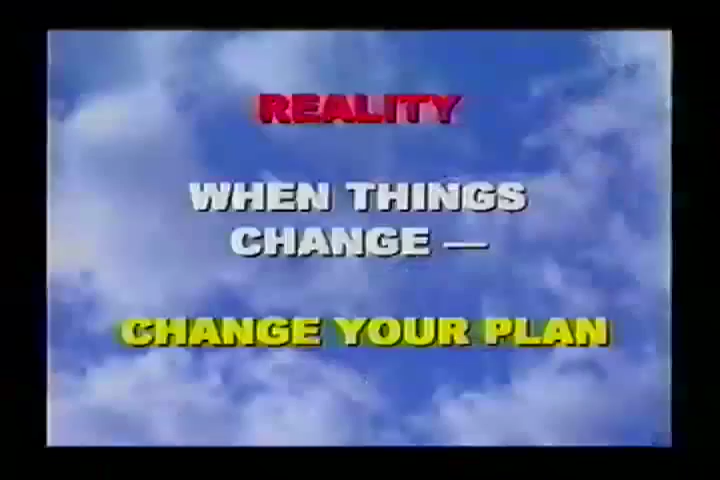 REALITY
WHEN THINGS
CHANGE —
CHANGE YOUR PLAN